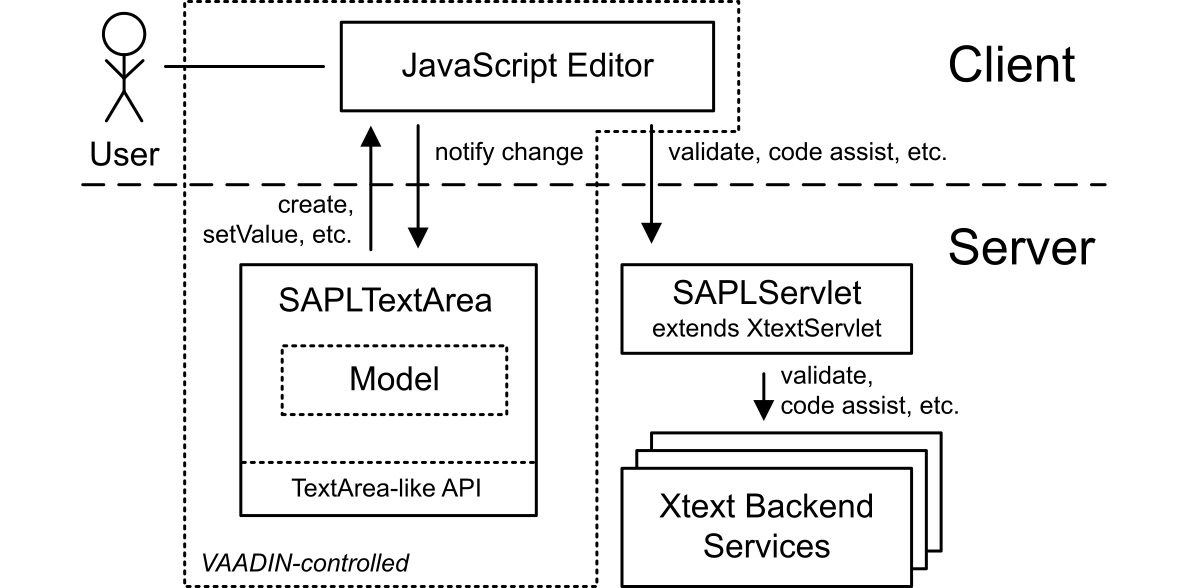 JavaScript Editor
Client
User
notify change
validate, code assist, etc.
create,
setValue, etc.
Server
SAPLTextArea
Model
TextArea-like API
VAADIN-controlled
SAPLServlet
extends XtextServlet
validate,
code assist, etc.
Xtext Backend
Services